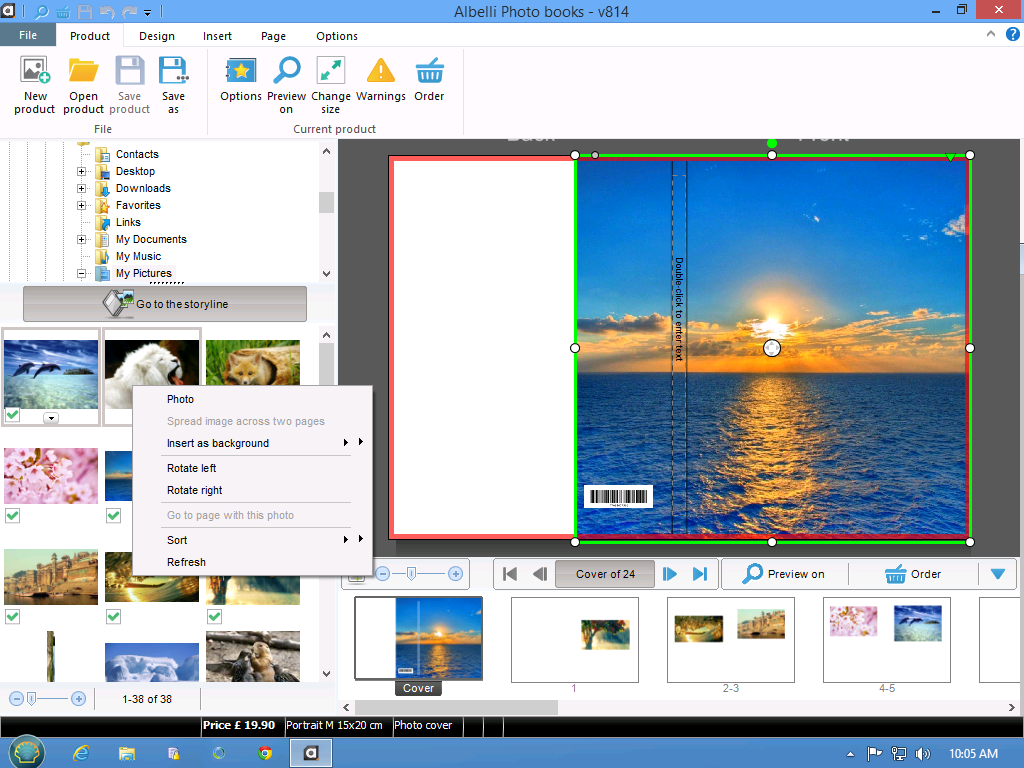 Albelli Photo books - v814
File
Product
Design
Insert
Page
Options
New product
Open product
Save product
Save as
File
Options
Preview on
Change size
Warnings
Order
Current product
Contacts
Desktop
Downloads
Favorites
Links
My Documents
My Music
My Pictures
Go to the storyline
Photo
Spread image across two pages
Insert as background
Rotate left
Rotate right
Go to page with this photo
Sort
Refresh
1-38 of 38
Back
Front
Double-click to enter text
Cover of 24
Preview on
Order
Cover
1
2-3
4-5
Price £ 19.90
Portrait M 15x20 cm
Photo cover
10:05 AM